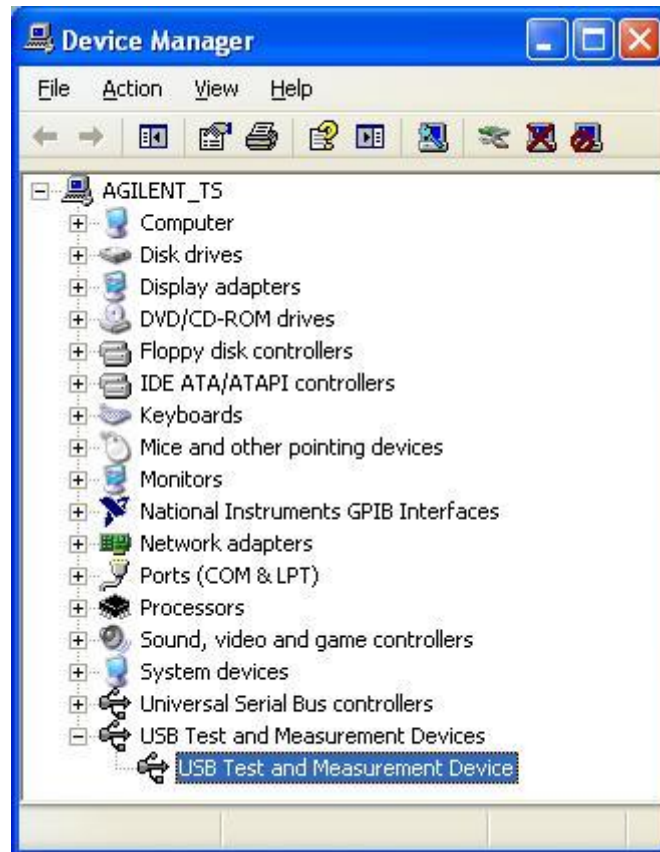 Device Manager
File Action View Help
AGILENT_TS
Computer
Disk drives
Display adapters
DVD/CD-ROM drives
Floppy disk controllers
IDE ATA/ATAPI controllers
Keyboards
Mice and other pointing devices
Monitors
National Instruments GPIB Interfaces
Network adapters
Ports (COM & LPT)
Processors
Sound, video and game controllers
System devices
Universal Serial Bus controllers
USB Test and Measurement Devices
USB Test and Measurement Device